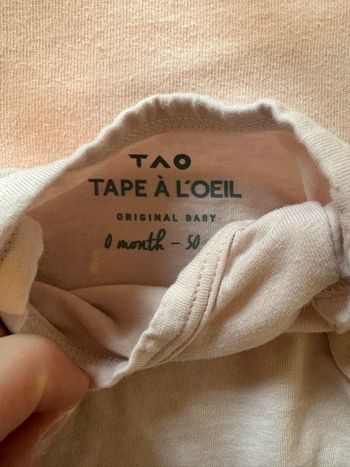 TAO
TAPE À L'OEIL
ORIGINAL BABY
0 month - 50